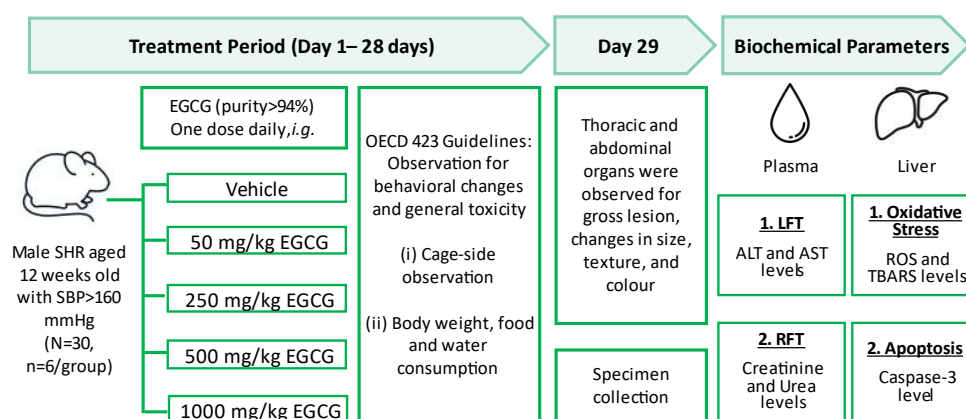 Treatment Period (Day 1– 28 days)
Day 29
Biochemical Parameters
EGCG (purity>94%)
One dose daily,i.g.
Vehicle
50 mg/kg EGCG
250 mg/kg EGCG
500 mg/kg EGCG
1000 mg/kg EGCG
Male SHR aged
12 weeks old
with SBP>160
mmHg
(N=30,
n=6/group)
OECD 423 Guidelines:
Observation for
behavioral changes
and general toxicity
(i) Cage-side
observation
(ii) Body weight, food
and water
consumption
Thoracic and
abdominal
organs were
observed for
gross lesion,
changes in size,
texture, and
colour
Specimen
collection
Plasma
Liver
1. LFT
ALT and AST
levels
1. Oxidative
Stress
ROS and
TBARS levels
2. RFT
Creatinine
and Urea
levels
2. Apoptosis
Caspase-3
level